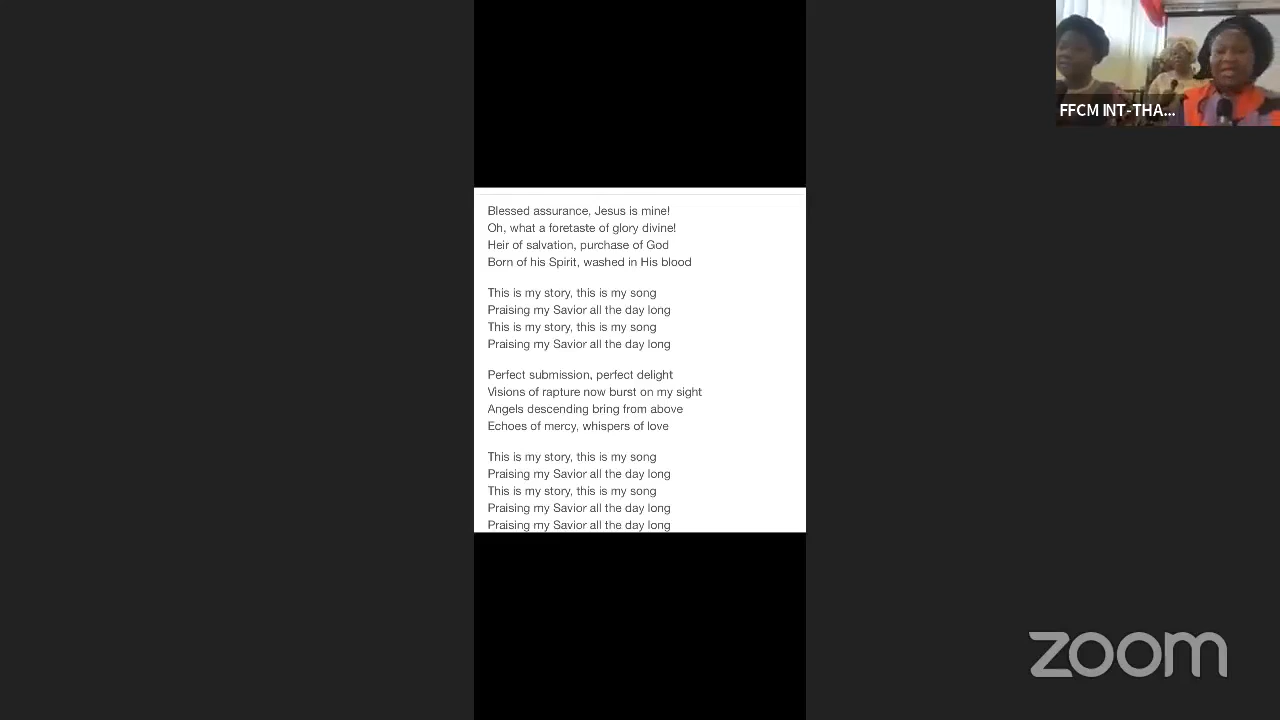 FFCM INT-THA...
Blessed assurance, Jesus is mine!
Oh, what a foretaste of glory divine!
Heir of salvation, purchase of God
Born of his Spirit, washed in His blood
This is my story, this is my song
Praising my Savior all the day long
This is my story, this is my song
Praising my Savior all the day long
Perfect submission, perfect delight
Visions of rapture now burst on my sight
Angels descending bring from above
Echoes of mercy, whispers of love
This is my story, this is my song
Praising my Savior all the day long
This is my story, this is my song
Praising my Savior all the day long
Praising my Savior all the day long
zoom